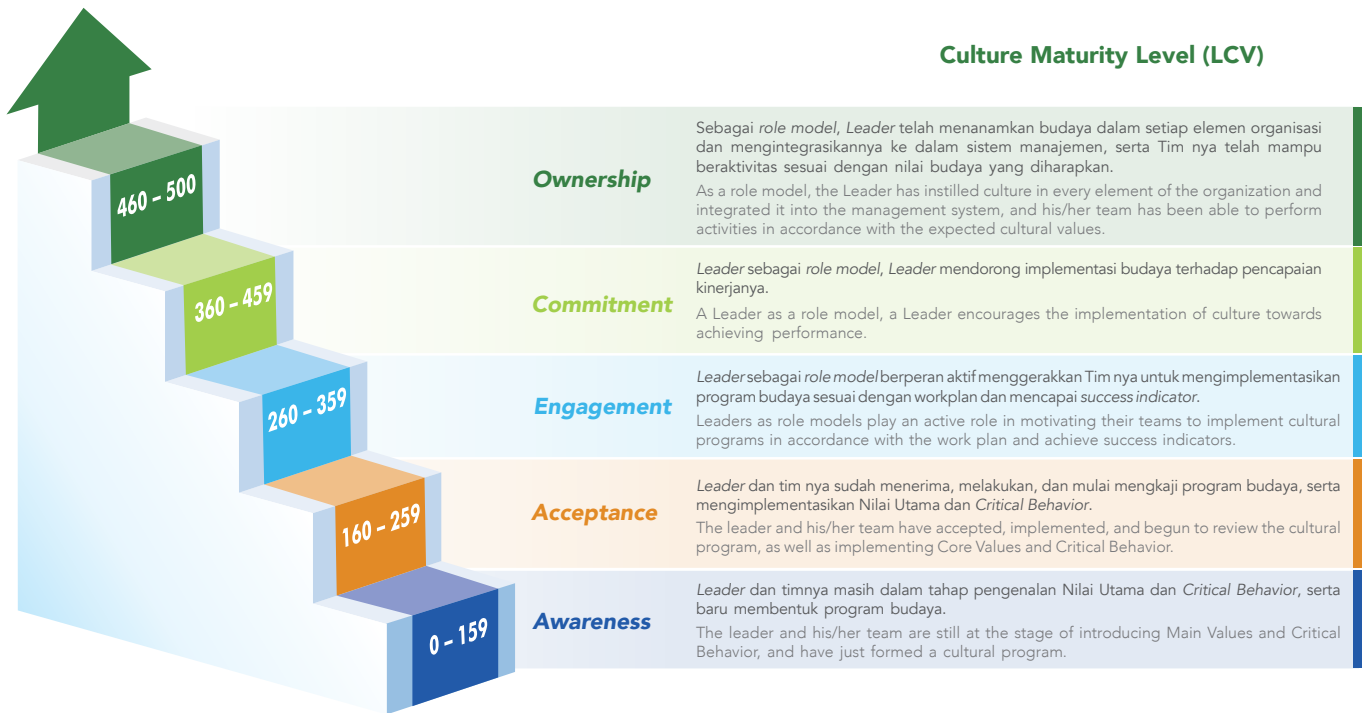 Culture Maturity Level (LCV)
460 – 500
Ownership
Sebagai role model, Leader telah menanamkan budaya dalam setiap elemen organisasi
dan mengintegrasikannya ke dalam sistem manajemen, serta Tim nya telah mampu
beraktivitas sesuai dengan nilai budaya yang diharapkan.
As a role model, the Leader has instilled culture in every element of the organization and
integrated it into the management system, and his/her team has been able to perform
activities in accordance with the expected cultural values.
360 – 459
Commitment
Leader sebagai role model, Leader mendorong implementasi budaya terhadap pencapaian
kinerjanya.
A Leader as a role model, a Leader encourages the implementation of culture towards
achieving performance.
260 – 359
Engagement
Leader sebagai role model berperan aktif menggerakkan Tim nya untuk mengimplementasikan
program budaya sesuai dengan workplan dan mencapai success indicator.
Leaders as role models play an active role in motivating their teams to implement cultural
programs in accordance with the work plan and achieve success indicators.
160 – 259
Acceptance
Leader dan tim nya sudah menerima, melakukan, dan mulai mengkaji program budaya, serta
mengimplementasikan Nilai Utama dan Critical Behavior.
The leader and his/her team have accepted, implemented, and begun to review the cultural
program, as well as implementing Core Values and Critical Behavior.
0 – 159
Awareness
Leader dan timnya masih dalam tahap pengenalan Nilai Utama dan Critical Behavior, serta
baru membentuk program budaya.
The leader and his/her team are still at the stage of introducing Main Values and Critical
Behavior, and have just formed a cultural program.